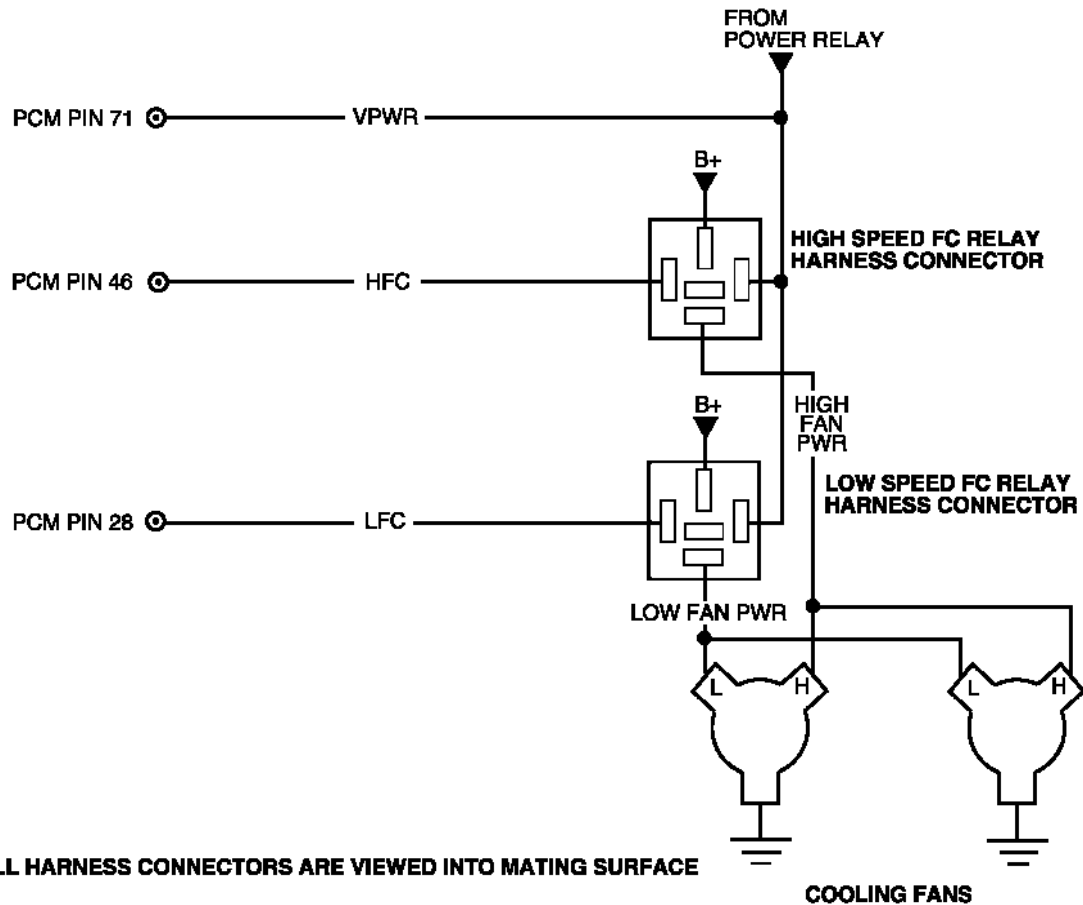 FROM
POWER RELAY
PCM PIN 71
VPWR
B+
HIGH SPEED FC RELAY
HARNESS CONNECTOR
PCM PIN 46
HFC
B+
HIGH
FAN
PWR
LOW SPEED FC RELAY
HARNESS CONNECTOR
PCM PIN 28
LFC
LOW FAN PWR
L
H
L
H
LL HARNESS CONNECTORS ARE VIEWED INTO MATING SURFACE
COOLING FANS